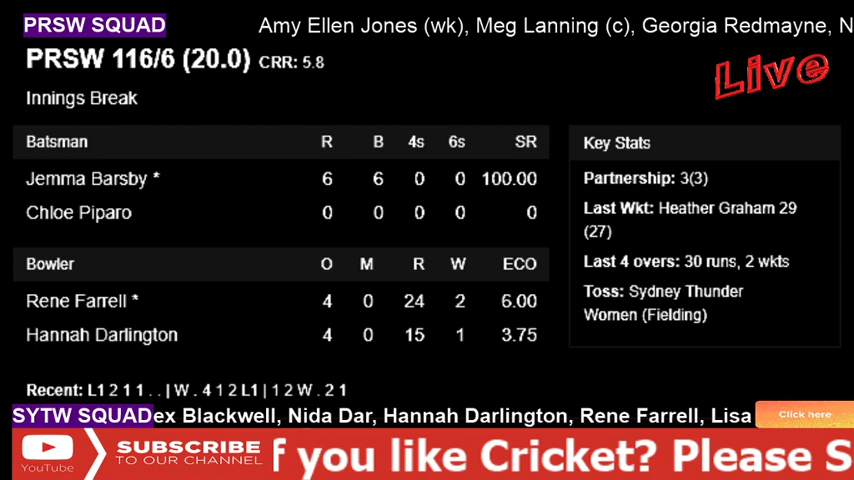 PRSW SQUAD Amy Ellen Jones (wk), Meg Lanning (c), Georgia Redmayne, N
PRSW 116/6 (20.0) CRR: 5.8
Live
Innings Break
Batsman R B 4s 6s SR
Jemma Barsby * 6 6 0 0 100.00
Chloe Piparo 0 0 0 0 0
Bowler O M R W ECO
Rene Farrell * 4 0 24 2 6.00
Hannah Darlington 4 0 15 1 3.75
Key Stats
Partnership: 3(3)
Last Wkt: Heather Graham 29
(27)
Last 4 overs: 30 runs, 2 wkts
Toss: Sydney Thunder
Women (Fielding)
Recent: L1 2 1 1 . . | W . 4 1 2 L1 | 1 2 W . 2 1
SYTW SQUAD ex Blackwell, Nida Dar, Hannah Darlington, Rene Farrell, Lisa
Click here
YouTube
SUBSCRIBE
TO OUR CHANNEL
f you like Cricket? Please S